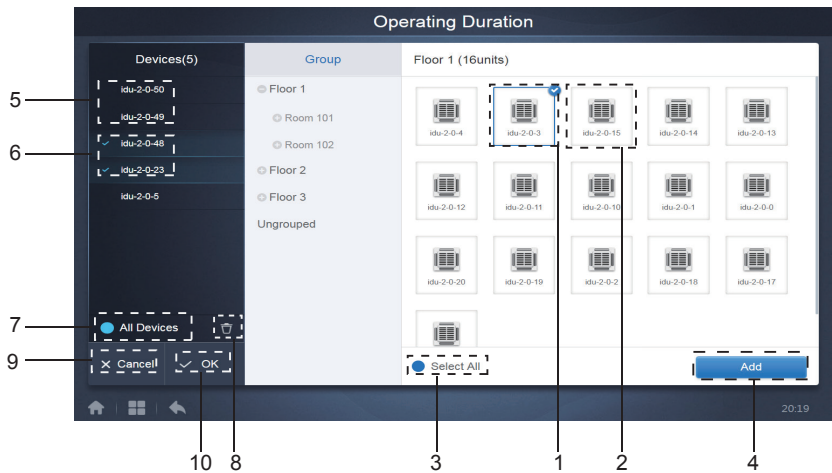 Operating Duration
Devices(5)
Group
Floor 1 (16units)
5
idu-2-0-50
idu-2-0-49
6
idu-2-0-48
idu-2-0-23
idu-2-0-5
Floor 1
Room 101
Room 102
Floor 2
Floor 3
Ungrouped
idu-2-0-4 idu-2-0-3 idu-2-0-15 idu-2-0-14 idu-2-0-13
idu-2-0-12 idu-2-0-11 idu-2-0-10 idu-2-0-1 idu-2-0-0
idu-2-0-20 idu-2-0-19 idu-2-0-2 idu-2-0-18 idu-2-0-17
7
All Devices
9
Cancel
OK
Select All
Add
20:19
10 8 3 1 2 4